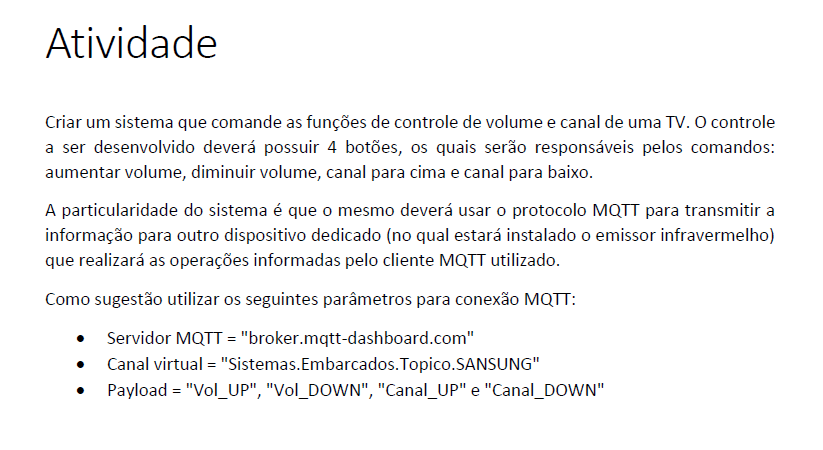 Atividade
Criar um sistema que comande as funções de controle de volume e canal de uma TV. O controle
a ser desenvolvido deverá possuir 4 botões, os quais serão responsáveis pelos comandos:
aumentar volume, diminuir volume, canal para cima e canal para baixo.
A particularidade do sistema é que o mesmo deverá usar o protocolo MQTT para transmitir a
informação para outro dispositivo dedicado (no qual estará instalado o emissor infravermelho)
que realizará as operações informadas pelo cliente MQTT utilizado.
Como sugestão utilizar os seguintes parâmetros para conexão MQTT:
• Servidor MQTT = "broker.mqtt-dashboard.com"
• Canal virtual = "Sistemas.Embarcados.Topico.SANSUNG"
• Payload = "Vol_UP", "Vol_DOWN", "Canal_UP" e "Canal_DOWN"